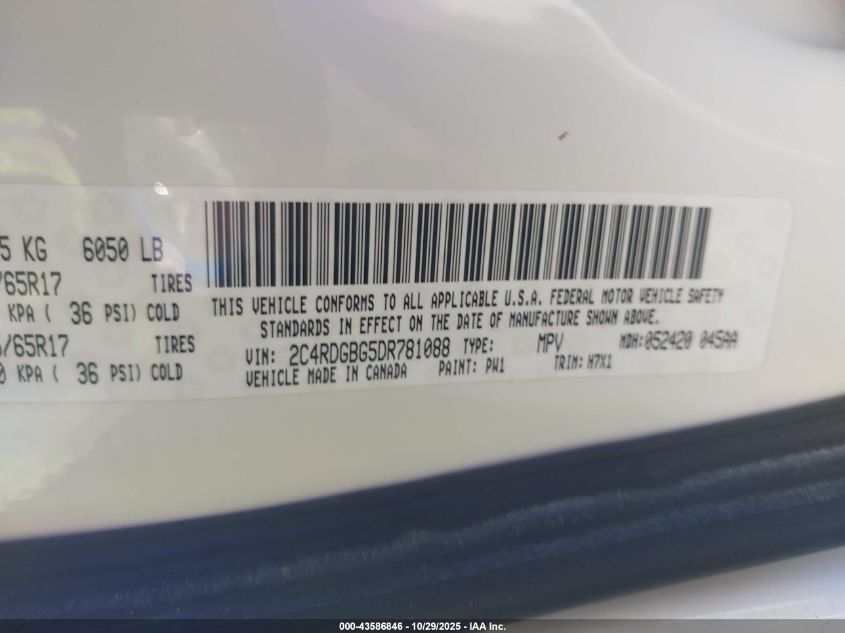 5 KG 6050 LB
/65R17 TIRES
KPA ( 36 PSI) COLD
/65R17 TIRES
0 KPA ( 36 PSI) COLD
THIS VEHICLE CONFORMS TO ALL APPLICABLE U.S.A. FEDERAL MOTOR VEHICLE SAFETY
STANDARDS IN EFFECT ON THE DATE OF MANUFACTURE SHOWN ABOVE.
VIN: 2C4RDGBG5DR781088 TYPE: MPV MDH:052420 045AA
VEHICLE MADE IN CANADA PAINT: PW1 TRIM: H7X1
000-43586846 - 10/29/2025 - IAA Inc.